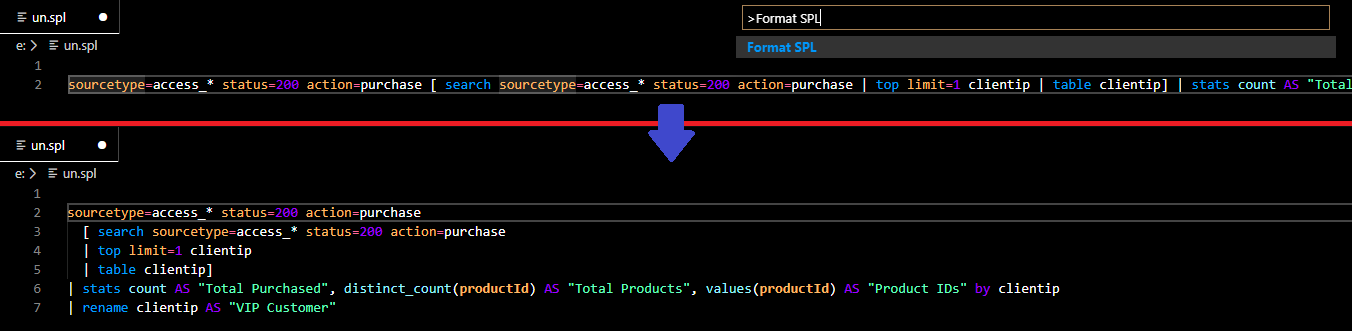 un.spl
>Format SPL
e: > un.spl
Format SPL
1
2 sourcetype=access_* status=200 action=purchase [ search sourcetype=access_* status=200 action=purchase | top limit=1 clientip | table clientip] | stats count AS "Total
un.spl
e: > un.spl
1
2 sourcetype=access_* status=200 action=purchase
3 [ search sourcetype=access_* status=200 action=purchase
4 | top limit=1 clientip
5 | table clientip]
6 | stats count AS "Total Purchased", distinct_count(productId) AS "Total Products", values(productId) AS "Product IDs" by clientip
7 | rename clientip AS "VIP Customer"